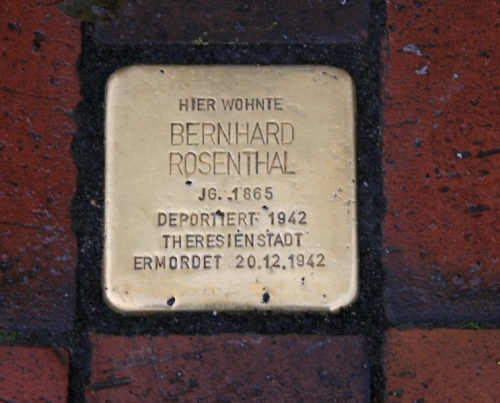 HIER WOHNTE
BERNHARD
ROSENTHAL
JG. 1865
DEPORTIERT 1942
THERESIENSTADT
ERMORDET 20.12.1942